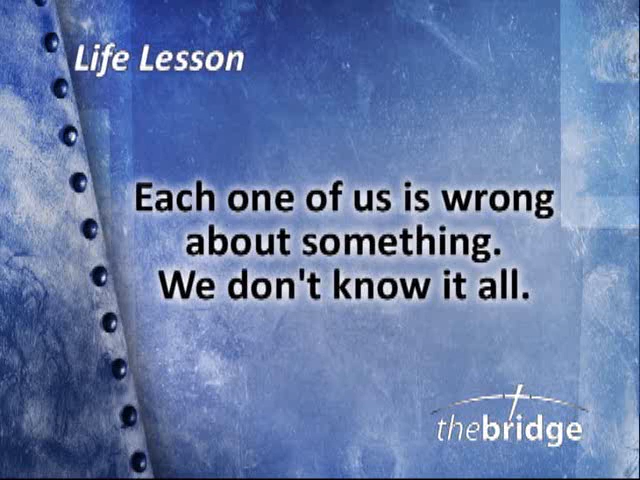 Life Lesson
Each one of us is wrong
about something.
We don't know it all.
thebridge